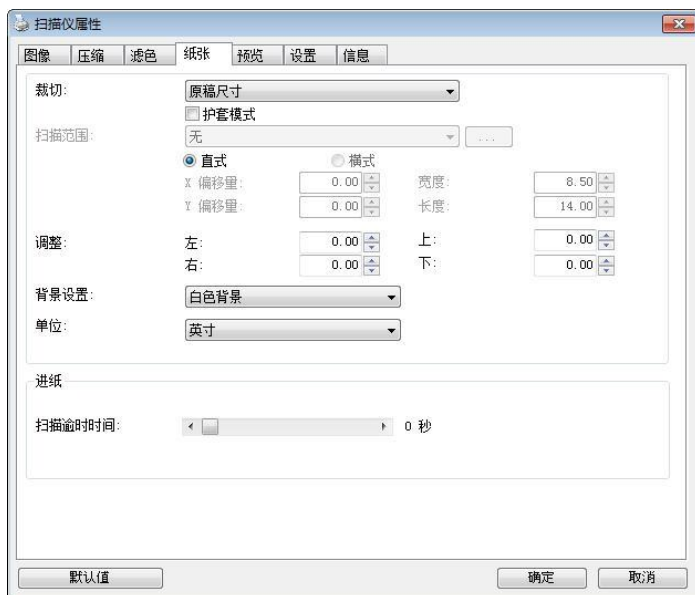 扫描仪属性
图像 压缩 滤色 纸张 预览 设置 信息
裁切: 原稿尺寸
护套模式
扫描范围: 无 ...
直式 横式
X 偏移量: 0.00 宽度: 8.50
Y 偏移量: 0.00 长度: 14.00
调整: 左: 0.00 上: 0.00
右: 0.00 下: 0.00
背景设置: 白色背景
单位: 英寸
进纸
扫描逾时时间: 0 秒
默认值 确定 取消